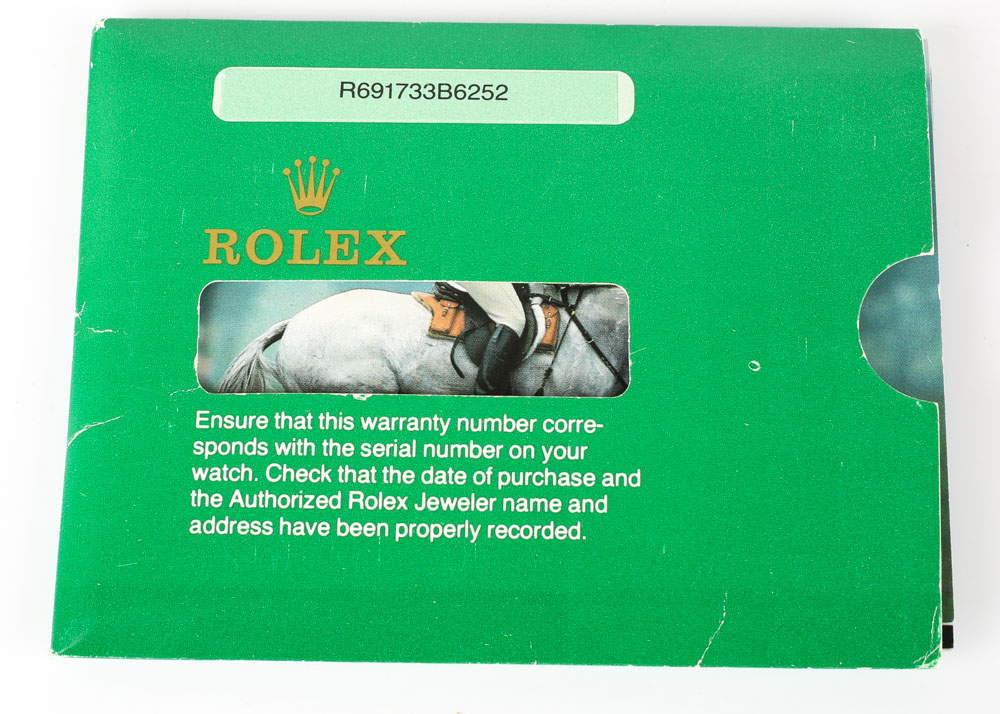 R691733B6252
ROLEX
Ensure that this warranty number corre-
sponds with the serial number on your
watch. Check that the date of purchase and
the Authorized Rolex Jeweler name and
address have been properly recorded.